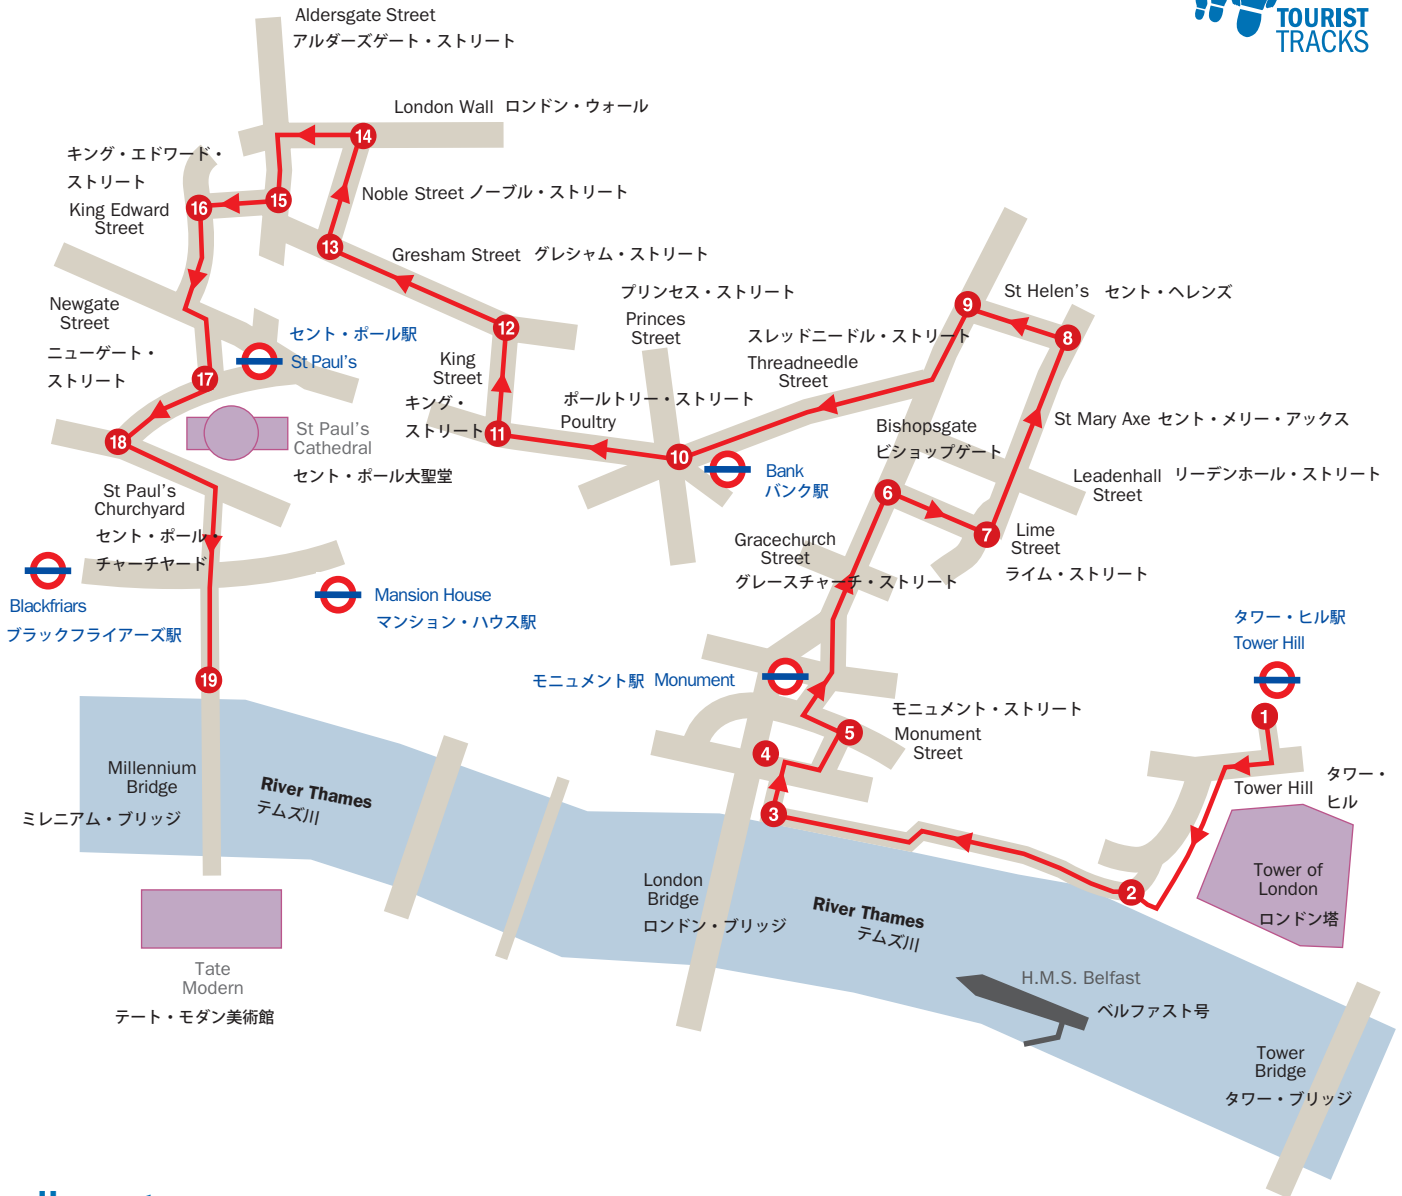 TOURIST
TRACKS
Aldersgate Street
アルダーズゲート・ストリート
London Wall ロンドン・ウォール
14
キング・エドワード・
ストリート
King Edward
Street
16
15
Noble Street ノーブル・ストリート
13
Gresham Street グレシャム・ストリート
Newgate
Street
ニューゲート・
ストリート
セント・ポール駅
St Paul's
17
プリンセス・ストリート
Princes
Street
12
スレッドニードル・ストリート
Threadneedle
Street
9
St Helen's セント・ヘレンズ
8
King
Street
キング・
ストリート
11
ポールトリー・ストリート
Poultry
10
Bank
バンク駅
18
St Paul's
Cathedral
セント・ポール大聖堂
St Paul's
Churchyard
セント・ポール・
チャーチヤード
Bishopsgate
ビショップゲート
St Mary Axe セント・メリー・アックス
Leadenhall
Street
リーデンホール・ストリート
6
7
Lime
Street
ライム・ストリート
Gracechurch
Street
グレースチャーチ・ストリート
Blackfriars
ブラックフライアーズ駅
Mansion House
マンション・ハウス駅
タワー・ヒル駅
Tower Hill
1
19
モニュメント駅 Monument
モニュメント・ストリート
Monument
Street
5
4
3
Tower Hill
タワー・
ヒル
Millennium
Bridge
ミレニアム・ブリッジ
River Thames
テムズ川
London
Bridge
ロンドン・ブリッジ
River Thames
テムズ川
2
Tower of
London
ロンドン塔
Tate
Modern
テート・モダン美術館
H.M.S. Belfast
ベルファスト号
Tower
Bridge
タワー・ブリッジ